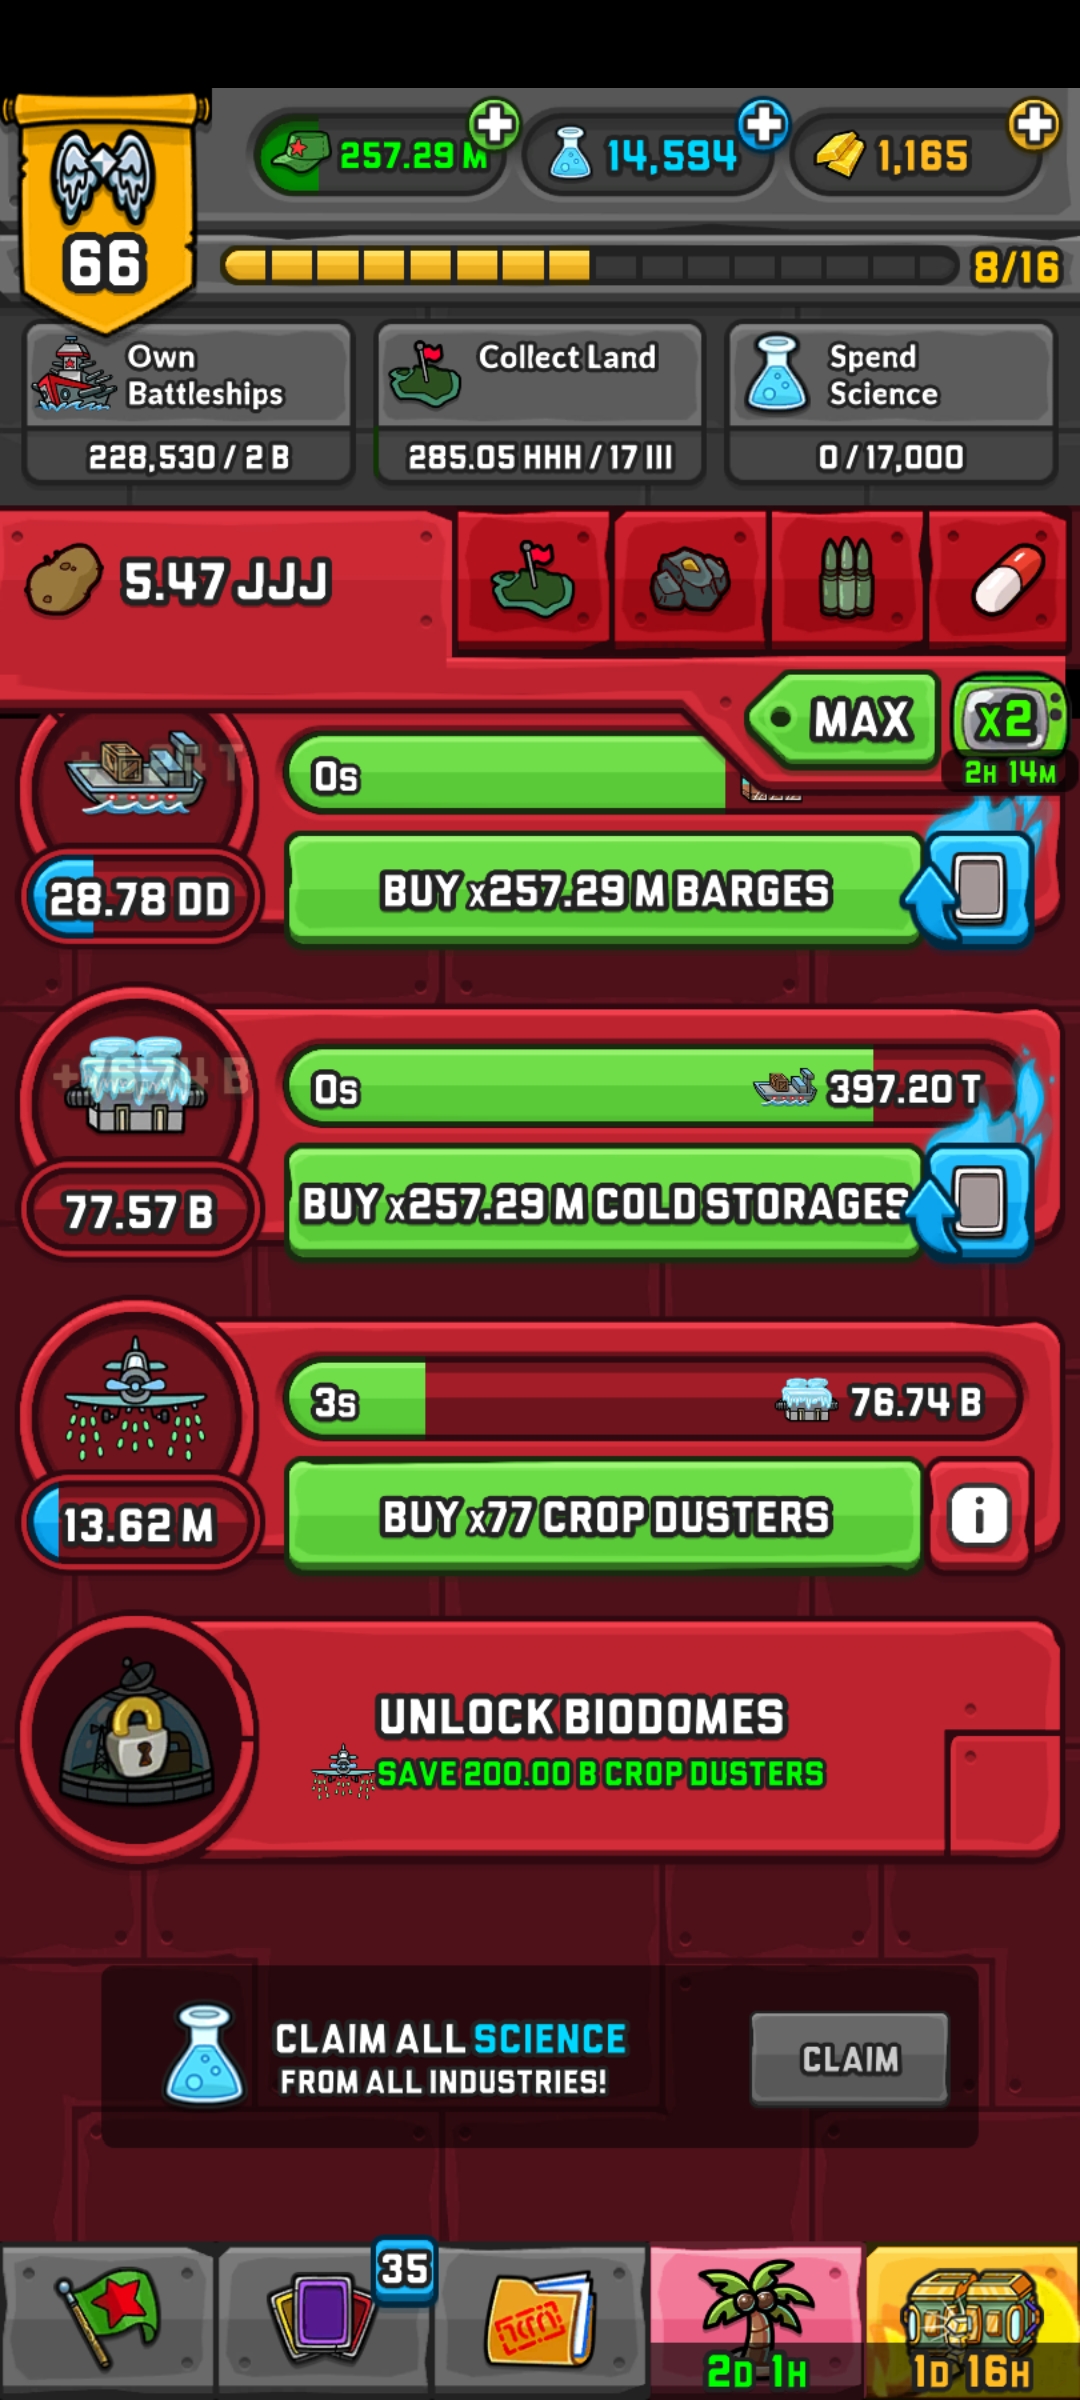 257.29 M
14,594
1,165
66
8/16
Own
Battleships
228,530 / 2 B
Collect Land
285.05 HHH / 17 III
Spend
Science
0 / 17,000
5.47 JJJ
MAX
x2
2H 14M
0s
28.78 DD
BUY x257.29 M BARGES
0s
397.20 T
77.57 B
BUY x257.29 M COLD STORAGES
3s
76.74 B
13.62 M
BUY x77 CROP DUSTERS
i
UNLOCK BIODOMES
SAVE 200.00 B CROP DUSTERS
CLAIM ALL SCIENCE
FROM ALL INDUSTRIES!
CLAIM
35
2D 1H
1D 16H